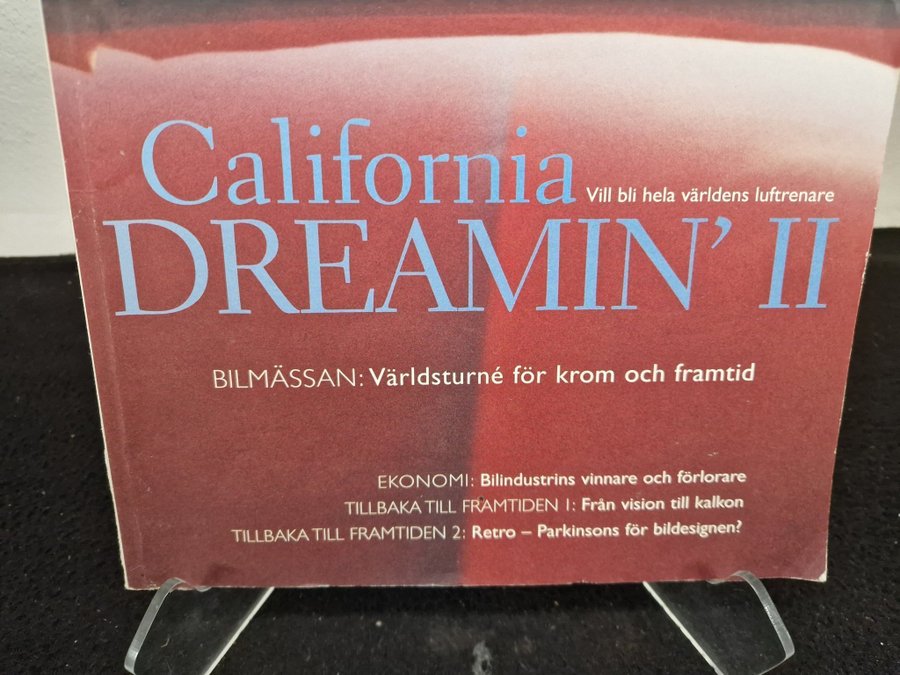 California
Vill bli hela världens luftrenare
DREAMIN' II
BILMÄSSAN: Världsturné för krom och framtid
EKONOMI: Bilindustrins vinnare och förlorare
TILLBAKA TILL FRAMTIDEN 1: Från vision till kalkon
TILLBAKA TILL FRAMTIDEN 2: Retro – Parkinsons för bildesignen?